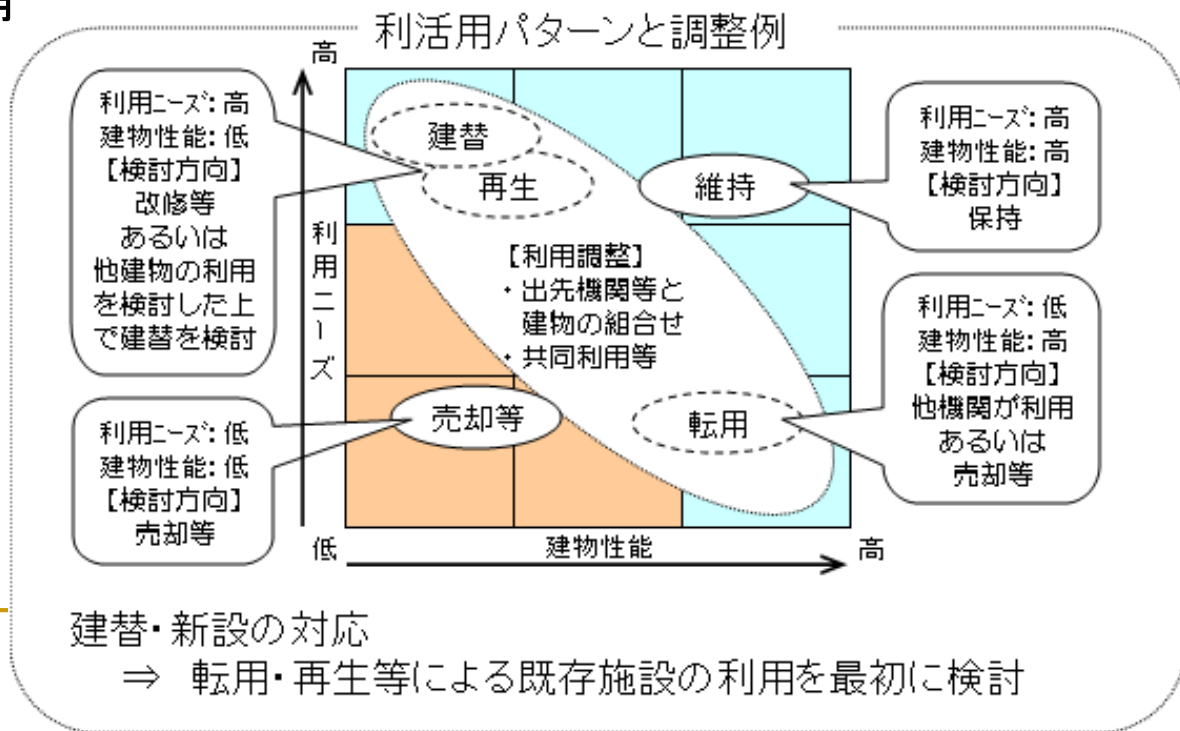 用
利活用パターンと調整例
高
利用ニーズ: 高
建物性能: 低
【検討方向】
改修等
あるいは
他建物の利用
を検討した上
で建替を検討
利用ニーズ: 低
建物性能: 低
【検討方向】
売却等
利用ニーズ
建替
再生
維持
【利用調整】
・出先機関等と
建物の組合せ
・共同利用等
売却等
転用
利用ニーズ: 高
建物性能: 高
【検討方向】
保持
利用ニーズ: 低
建物性能: 高
【検討方向】
他機関が利用
あるいは
売却等
低
建物性能
高
建替・新設の対応
⇒ 転用・再生等による既存施設の利用を最初に検討